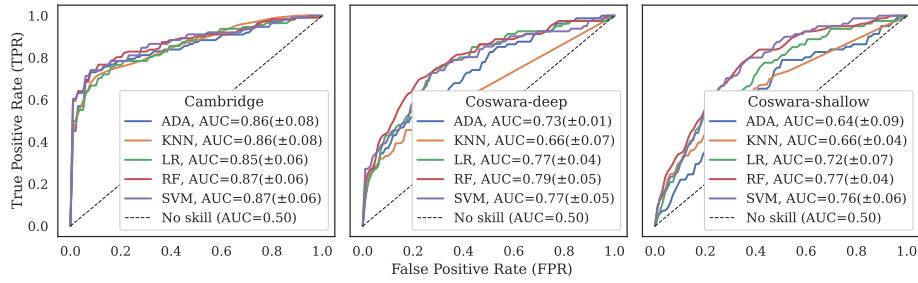 True Positive Rate (TPR)
1.0
0.8
0.6
0.4
0.2
0.0
Cambridge
ADA, AUC=0.86(±0.08)
KNN, AUC=0.86(±0.08)
LR, AUC=0.85(±0.06)
RF, AUC=0.87(±0.06)
SVM, AUC=0.87(±0.06)
No skill (AUC=0.50)
0.0 0.2 0.4 0.6 0.8 1.0
Coswara-deep
ADA, AUC=0.73(±0.01)
KNN, AUC=0.66(±0.07)
LR, AUC=0.77(±0.04)
RF, AUC=0.79(±0.05)
SVM, AUC=0.77(±0.05)
No skill (AUC=0.50)
0.0 0.2 0.4 0.6 0.8 1.0
Coswara-shallow
ADA, AUC=0.64(±0.09)
KNN, AUC=0.66(±0.04)
LR, AUC=0.72(±0.07)
RF, AUC=0.77(±0.04)
SVM, AUC=0.76(±0.06)
No skill (AUC=0.50)
0.0 0.2 0.4 0.6 0.8 1.0
False Positive Rate (FPR)